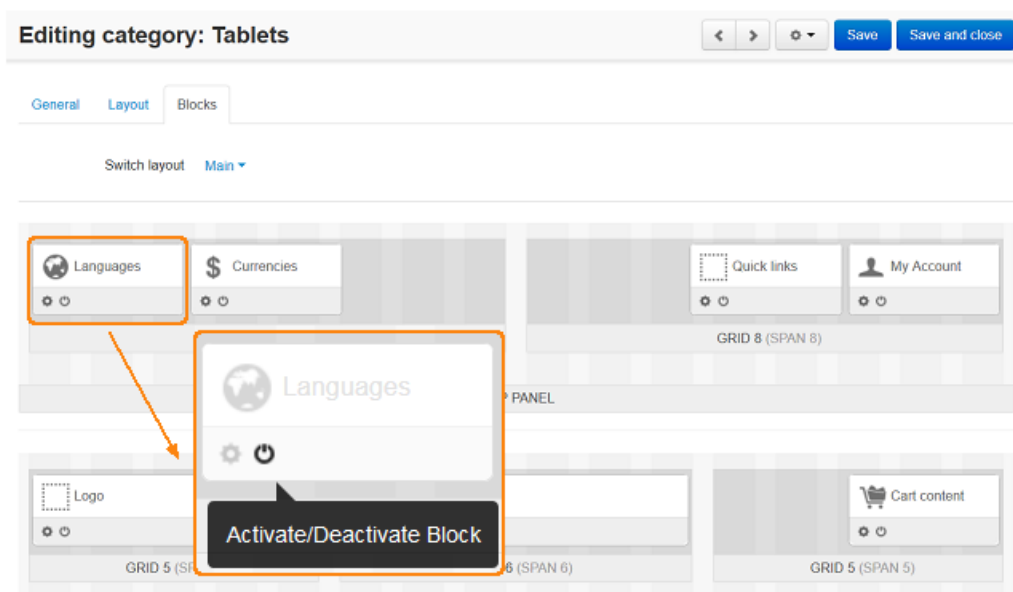 Editing category: Tablets
Save
Save and close
General
Layout
Blocks
Switch layout
Main
Languages
Currencies
Quick links
My Account
GRID 8 (SPAN 8)
Languages
PANEL
Logo
Cart content
Activate/Deactivate Block
GRID 5
6 (SPAN 6)
GRID 5 (SPAN 5)